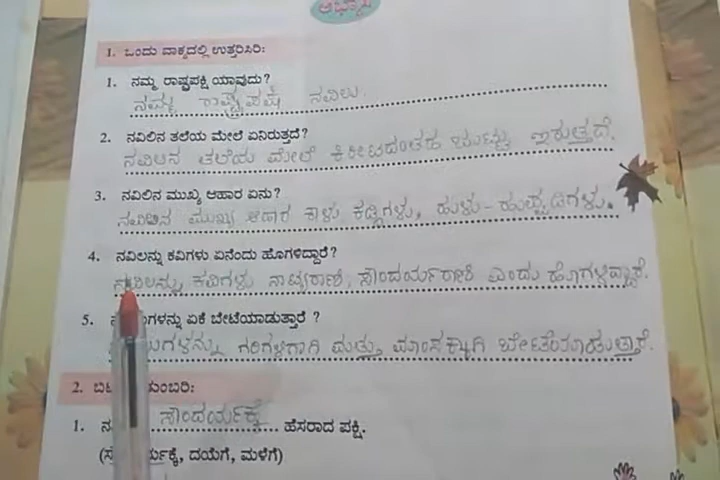 ಅಭ್ಯಾಸ
1. ಒಂದು ವಾಕ್ಯದಲ್ಲಿ ಉತ್ತರಿಸಿರಿ:
1. ನಮ್ಮ ರಾಷ್ಟ್ರಪಕ್ಷಿ ಯಾವುದು?
ನಮ್ಮ ರಾಷ್ಟ್ರಪಕ್ಷಿ ನವಿಲು.
2. ನವಿಲಿನ ತಲೆಯ ಮೇಲೆ ಏನಿರುತ್ತದೆ?
ನವಿಲಿನ ತಲೆಯ ಮೇಲೆ ಕಿರೀಟದಂತಹ ಜುಟ್ಟು ಇರುತ್ತದೆ.
3. ನವಿಲಿನ ಮುಖ್ಯ ಆಹಾರ ಏನು?
ನವಿಲಿನ ಮುಖ್ಯ ಆಹಾರ ಕಾಳು ಕಡ್ಡಿಗಳು, ಹುಳು-ಹುಪ್ಪಡಿಗಳು.
4. ನವಿಲನ್ನು ಕವಿಗಳು ಏನೆಂದು ಹೊಗಳಿದ್ದಾರೆ?
ನವಿಲನ್ನು ಕವಿಗಳು ನಾಟ್ಯರಾಣಿ, ಸೌಂದರ್ಯರಾಶಿ ಎಂದು ಹೊಗಳಿದ್ದಾರೆ.
5. ಗಳನ್ನು ಏಕೆ ಬೇಟೆಯಾಡುತ್ತಾರೆ ?
ಲುಗಳನ್ನು ಗರಿಗಳಿಗಾಗಿ ಮತ್ತು ಮಾಂಸಕ್ಕಾಗಿ ಬೇಟೆಯಾಡುತ್ತಾರೆ.
2. ಬಿ ತುಂಬಿರಿ:
1. ನ ಸೌಂದರ್ಯಕ್ಕೆ ಹೆಸರಾದ ಪಕ್ಷಿ.
(ಸೌ ರ್ಯಕ್ಕೆ, ದಯೆಗೆ, ಮಳೆಗೆ)